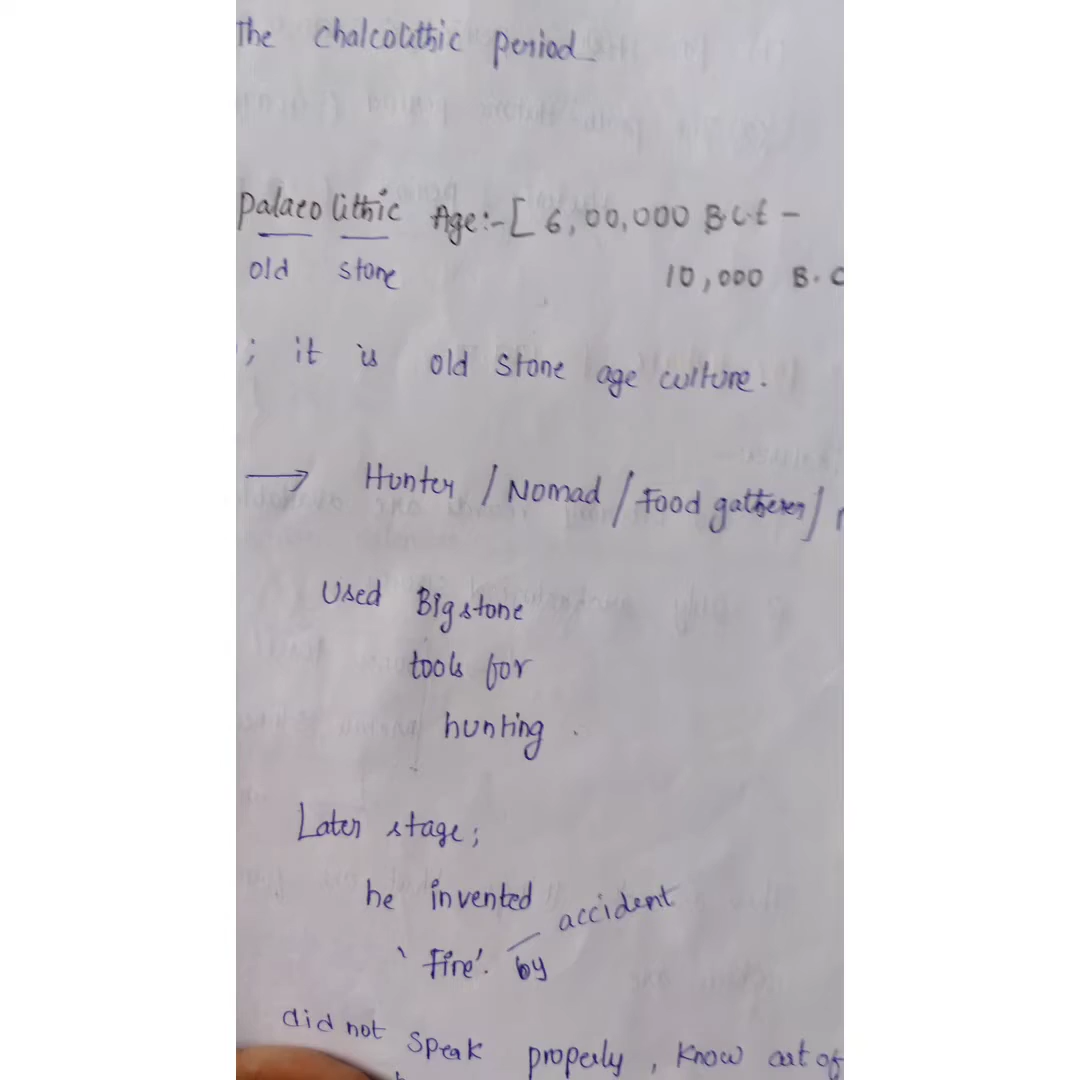 The chalcolithic period
Palaeolithic Age:- [ 6,00,000 B.C.E -
old stone 10,000 B.C
; it is old stone age culture.
→ Hunter / Nomad / Food gatherer /
Used Big stone
tools for
hunting.
Later stage;
he invented accident
'Fire'. by
did not speak properly, know art of